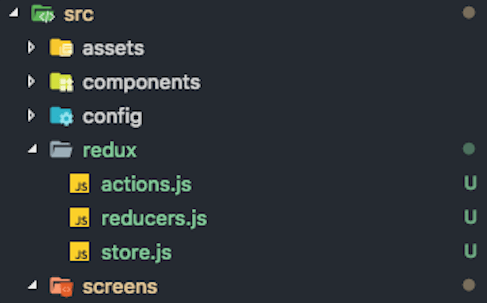 src
assets
components
config
redux
JS actions.js U
JS reducers.js U
JS store.js U
screens